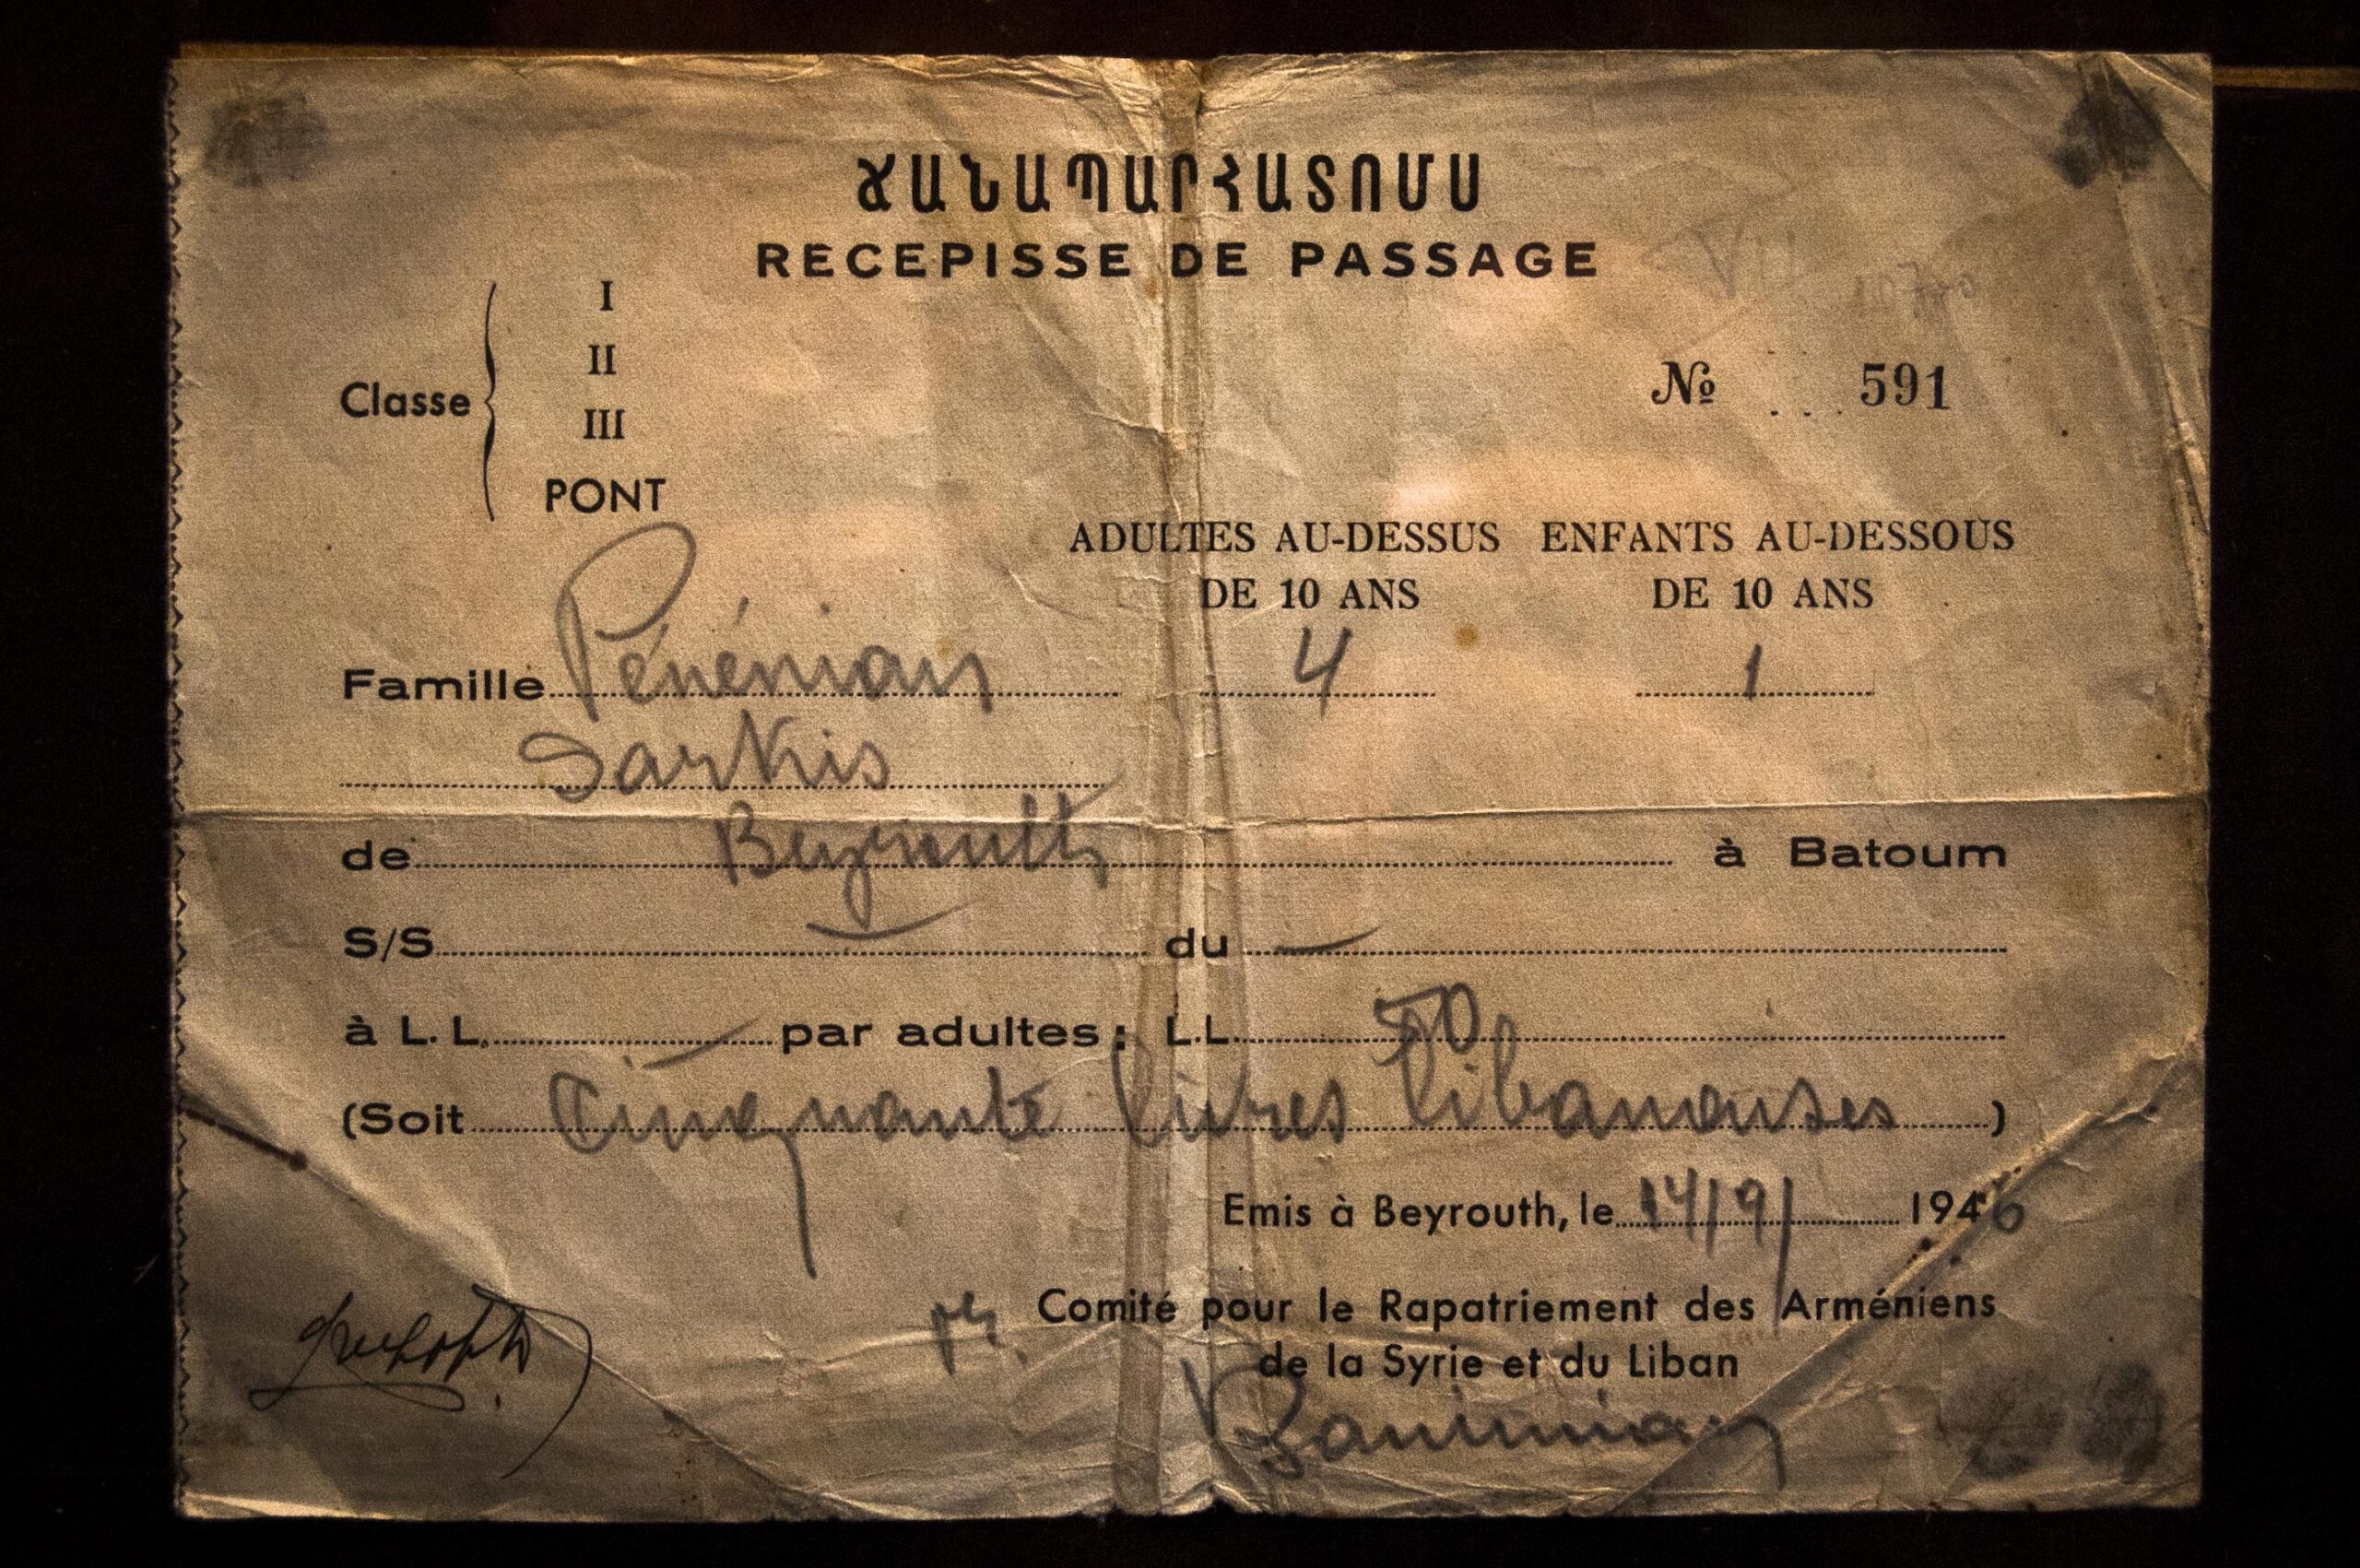 ՃԱՆԱՊԱՐՀԱՏՈՄՍ
RECEPISSE DE PASSAGE
Classe
I
II
III
PONT
№ 591
ADULTES AU-DESSUS DE 10 ANS
ENFANTS AU-DESSOUS DE 10 ANS
Famille Pénénian 4 1
Sarkis
de Beyrouth à Batoum
S/S — du —
à L.L. — par adultes: L.L. 50
(Soit Cinquante livres libanaises)
Emis à Beyrouth, le 14/9/ 1946
Comité pour le Rapatriement des Arméniens
de la Syrie et du Liban